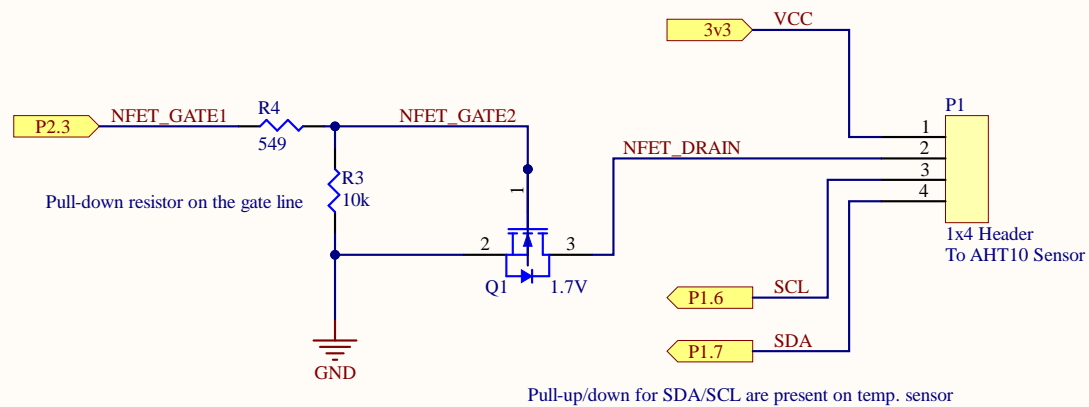 3v3
VCC
P2.3
NFET_GATE1
R4
549
NFET_GATE2
P1
1
2
3
4
NFET_DRAIN
R3
10k
Pull-down resistor on the gate line
1
2
3
Q1
1.7V
1x4 Header
To AHT10 Sensor
P1.6
SCL
P1.7
SDA
GND
Pull-up/down for SDA/SCL are present on temp. sensor